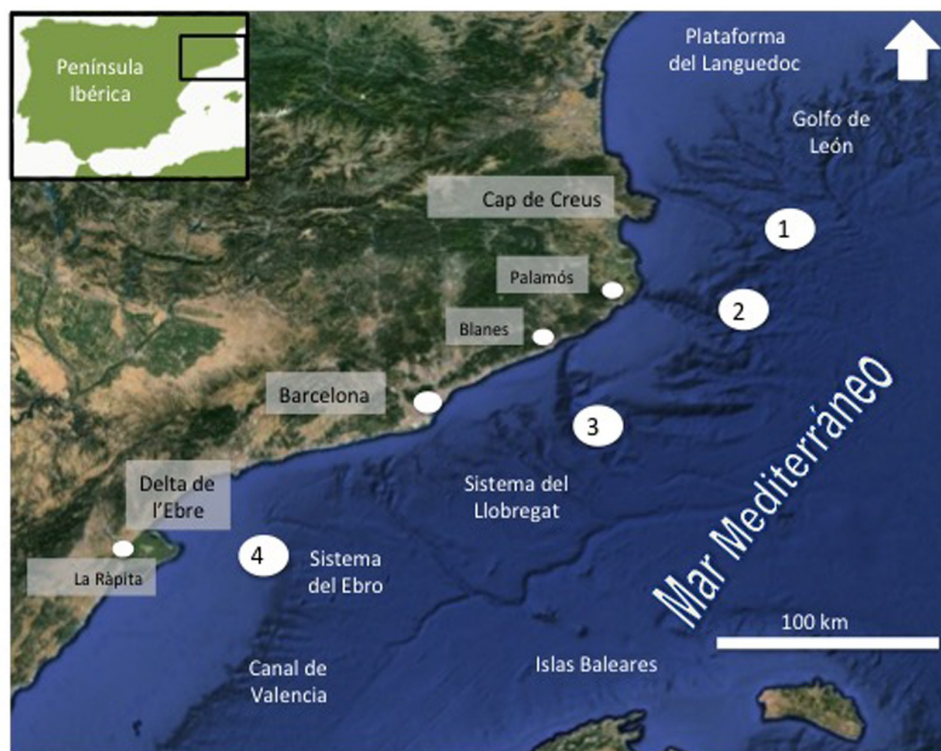 Península
Ibérica
Plataforma
del Languedoc
Golfo de
León
Cap de Creus
1
Palamós
2
Blanes
Barcelona
3
Mar Mediterráneo
Delta de
l'Ebre
Sistema del
Llobregat
4
Sistema
del Ebro
La Ràpita
100 km
Canal de
Valencia
Islas Baleares